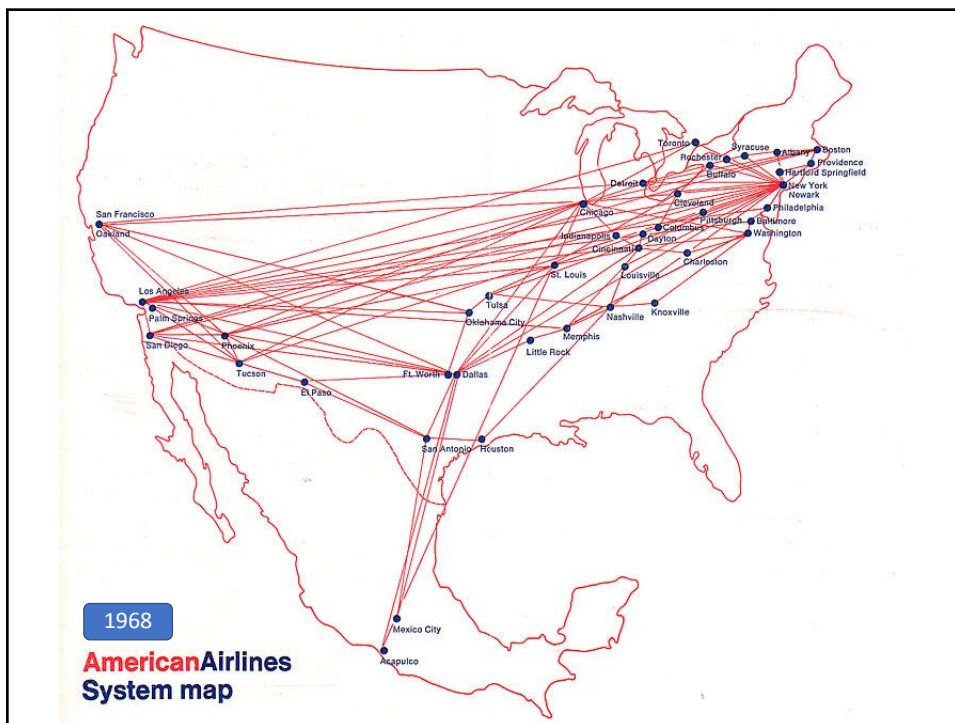 Toronto
Syracuse
Albany
Boston
Rochester
Providence
Buffalo
Hartford Springfield
Detroit
New York
Newark
Cleveland
Chicago
Pittsburgh
Philadelphia
San Francisco
Oakland
Columbus
Baltimore
Indianapolis
Dayton
Washington
Cincinnati
Charleston
St. Louis
Louisville
Los Angeles
Palm Springs
Tulsa
Oklahoma City
Nashville
Knoxville
San Diego
Phoenix
Memphis
Little Rock
Tucson
Ft. Worth
Dallas
El Paso
San Antonio
Houston
Mexico City
Acapulco
1968
AmericanAirlines
System map